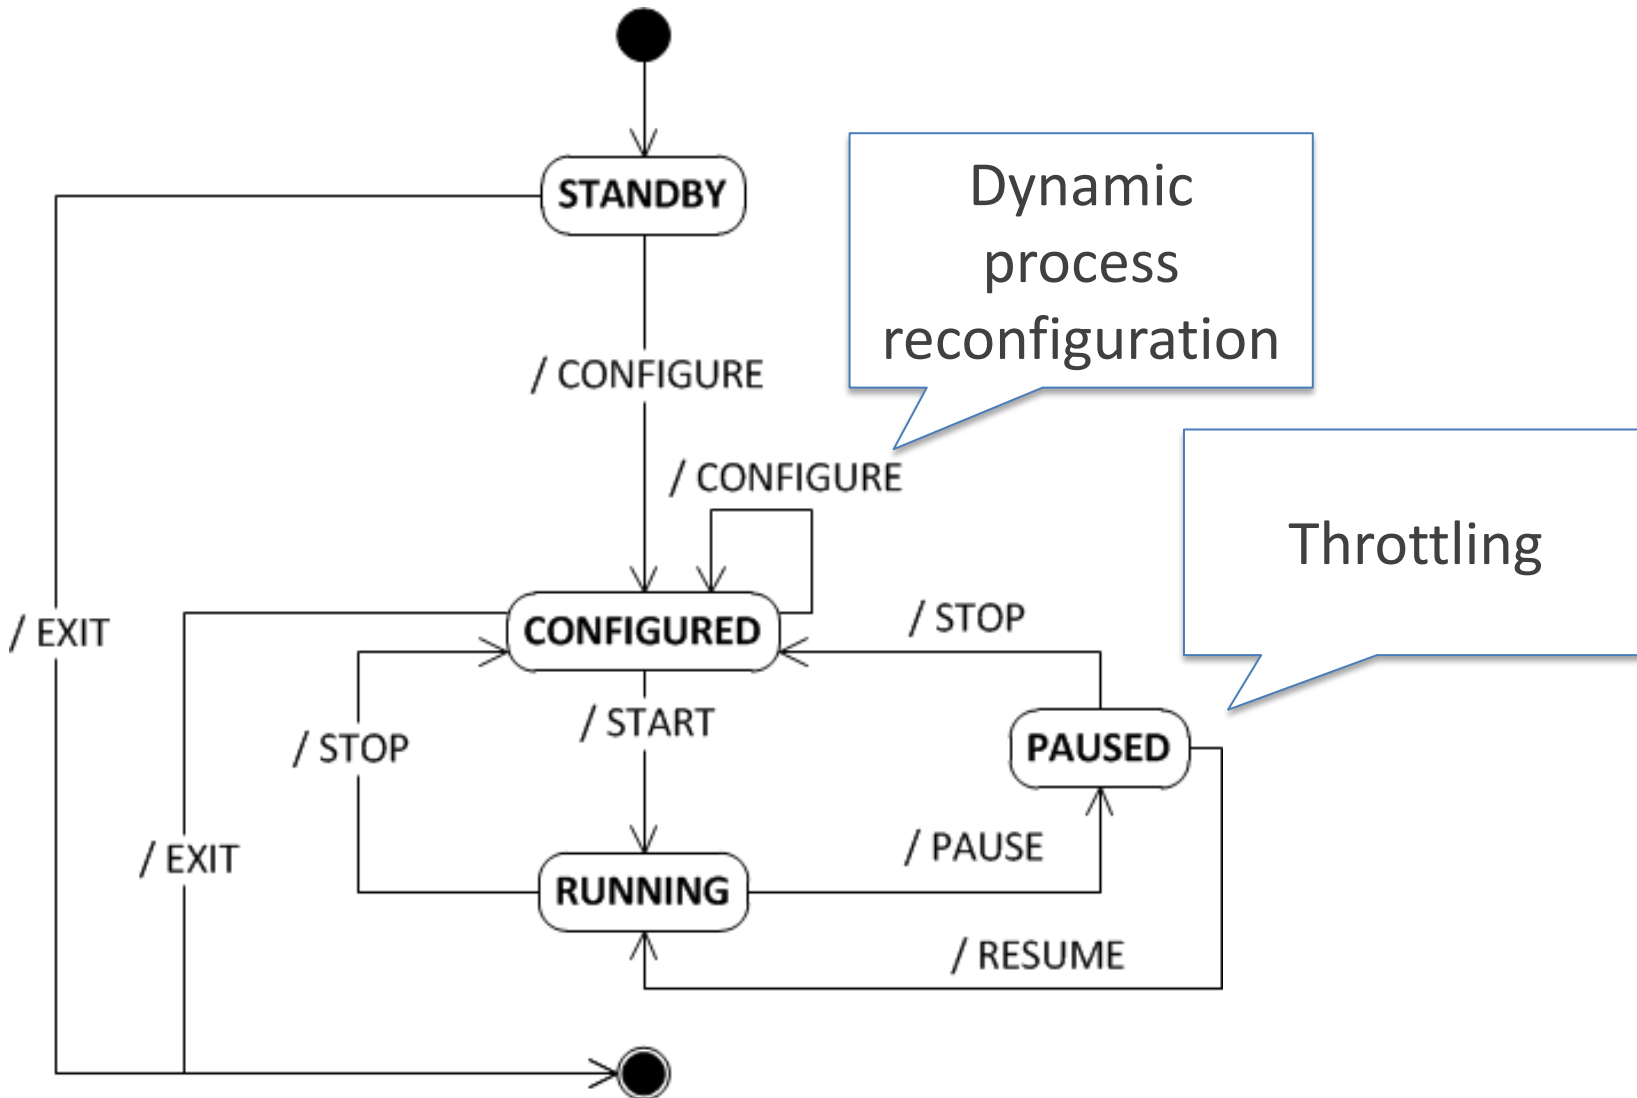 STANDBY
Dynamic
process
reconfiguration
/ CONFIGURE
/ CONFIGURE
Throttling
/ EXIT
CONFIGURED
/ STOP
/ START
/ STOP
PAUSED
/ EXIT
/ PAUSE
RUNNING
/ RESUME